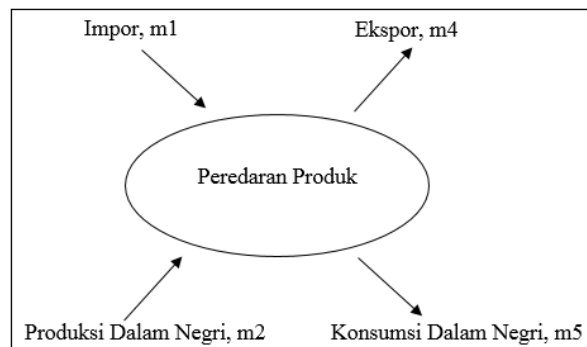 Impor, m1
Ekspor, m4
Peredaran Produk
Produksi Dalam Negri, m2
Konsumsi Dalam Negri, m5